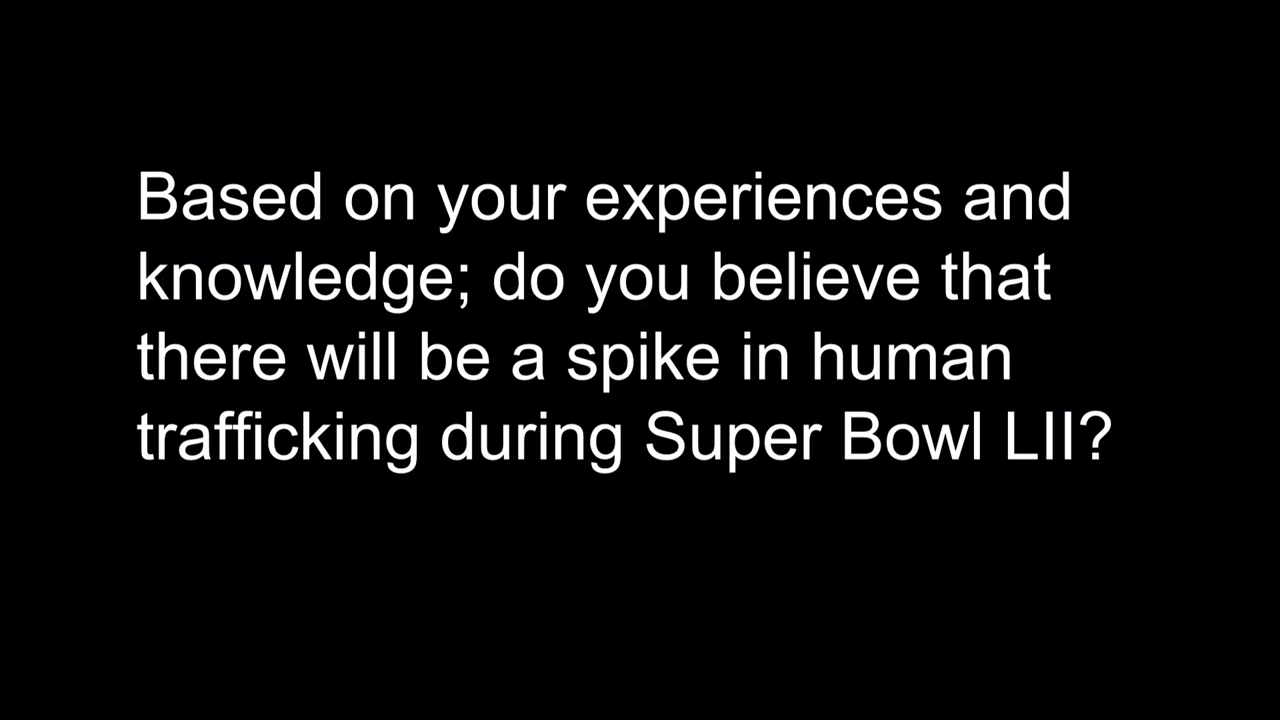 Based on your experiences and
knowledge; do you believe that
there will be a spike in human
trafficking during Super Bowl LII?